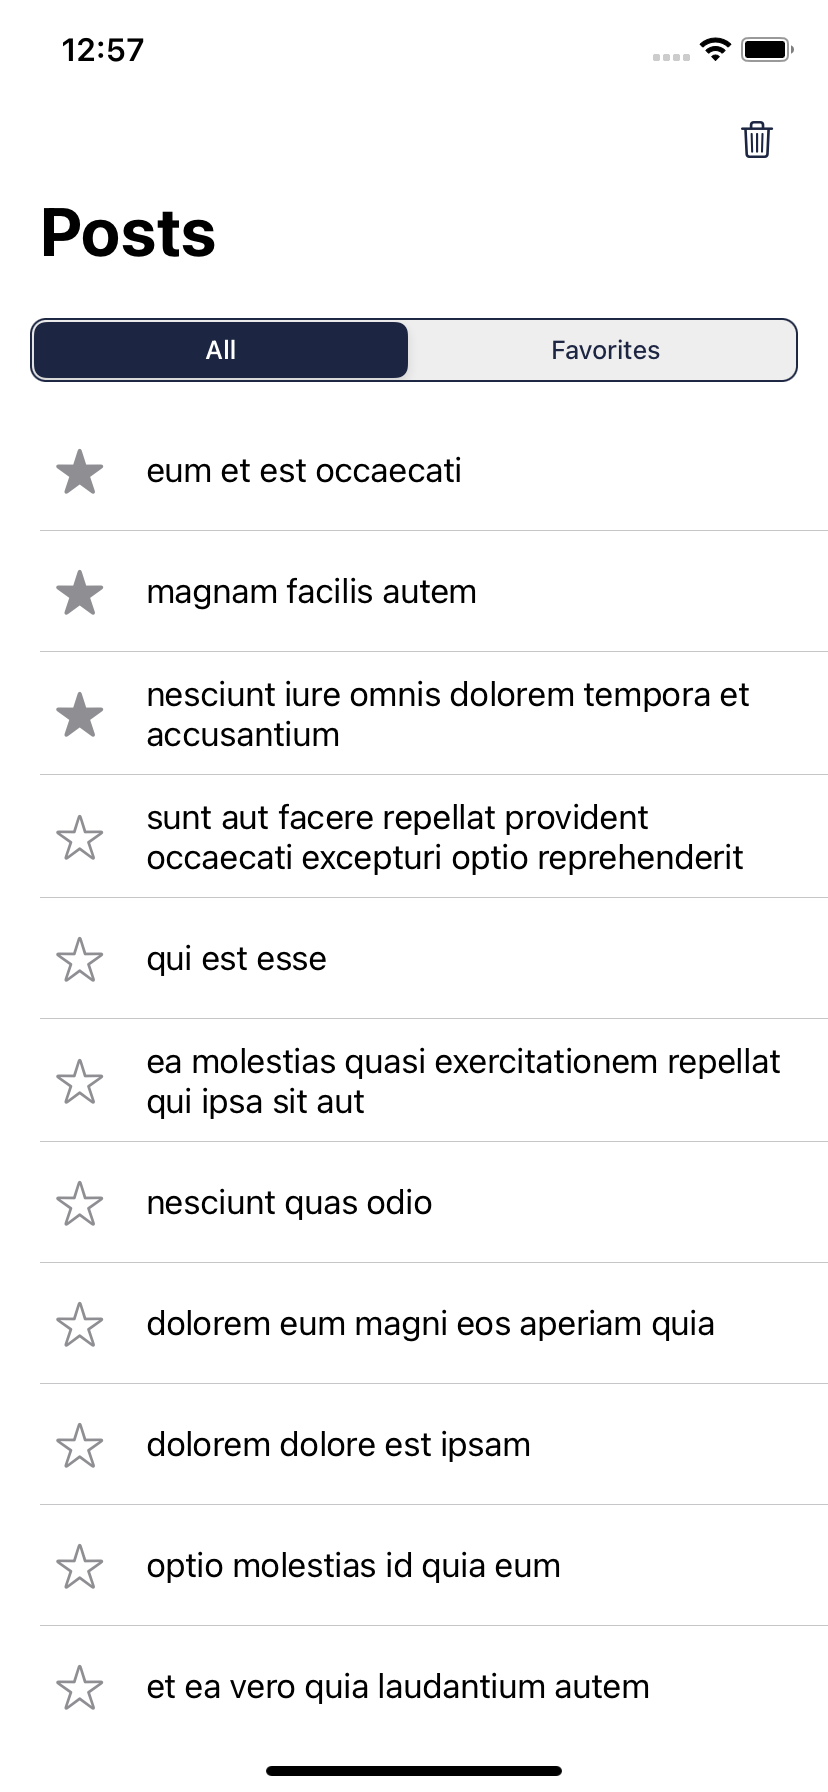 12:57
Posts
All
Favorites
eum et est occaecati
magnam facilis autem
nesciunt iure omnis dolorem tempora et
accusantium
sunt aut facere repellat provident
occaecati excepturi optio reprehenderit
qui est esse
ea molestias quasi exercitationem repellat
qui ipsa sit aut
nesciunt quas odio
dolorem eum magni eos aperiam quia
dolorem dolore est ipsam
optio molestias id quia eum
et ea vero quia laudantium autem